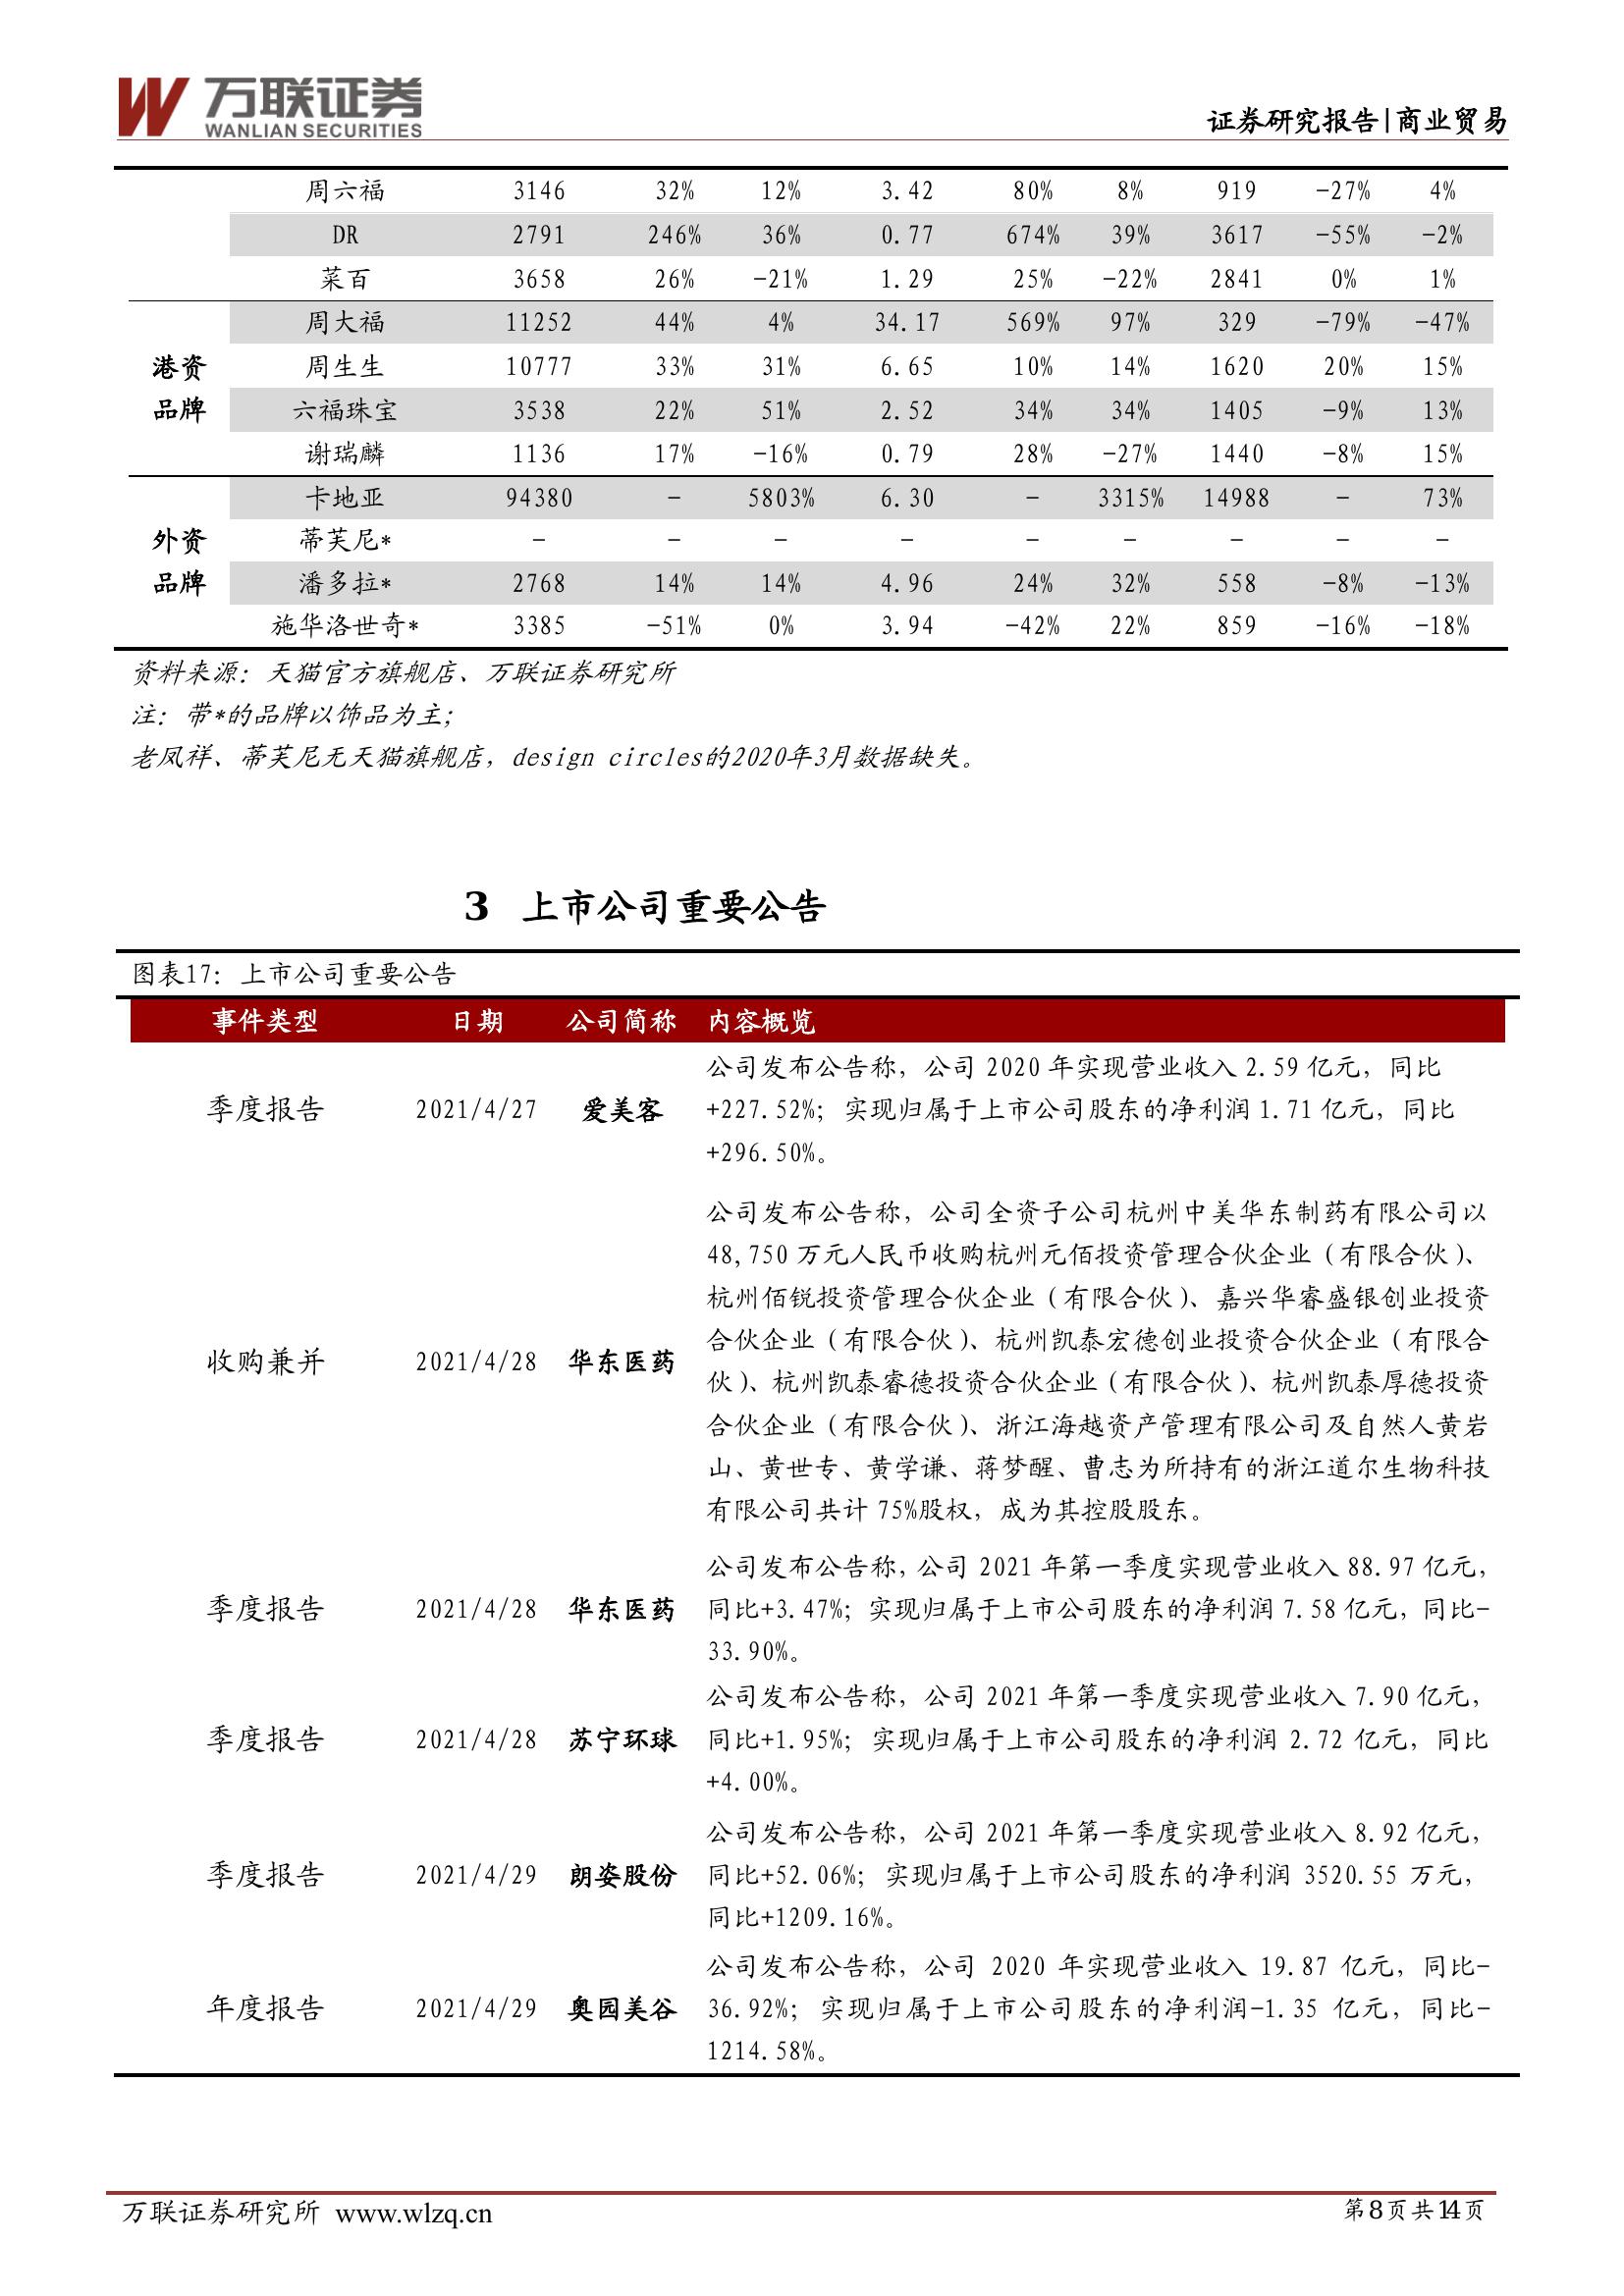 万联证券
WANLIAN SECURITIES
证券研究报告|商业贸易
周六福 3146 32% 12% 3.42 80% 8% 919 -27% 4%
DR 2791 246% 36% 0.77 674% 39% 3617 -55% -2%
菜百 3658 26% -21% 1.29 25% -22% 2841 0% 1%
周大福 11252 44% 4% 34.17 569% 97% 329 -79% -47%
港资 周生生 10777 33% 31% 6.65 10% 14% 1620 20% 15%
品牌 六福珠宝 3538 22% 51% 2.52 34% 34% 1405 -9% 13%
谢瑞麟 1136 17% -16% 0.79 28% -27% 1440 -8% 15%
卡地亚 94380 - 5803% 6.30 - 3315% 14988 - 73%
外资 蒂芙尼* - - - - - - - - -
品牌 潘多拉* 2768 14% 14% 4.96 24% 32% 558 -8% -13%
施华洛世奇* 3385 -51% 0% 3.94 -42% 22% 859 -16% -18%
资料来源：天猫官方旗舰店、万联证券研究所
注：带*的品牌以饰品为主；
老凤祥、蒂芙尼无天猫旗舰店，design circles的2020年3月数据缺失。
3 上市公司重要公告
图表17：上市公司重要公告
事件类型 日期 公司简称 内容概览
公司发布公告称，公司 2020 年实现营业收入 2.59 亿元，同比
季度报告 2021/4/27 爱美客 +227.52%；实现归属于上市公司股东的净利润 1.71 亿元，同比
+296.50%。
公司发布公告称，公司全资子公司杭州中美华东制药有限公司以
48,750 万元人民币收购杭州元佰投资管理合伙企业（有限合伙）、
杭州佰锐投资管理合伙企业（有限合伙）、嘉兴华睿盛银创业投资
合伙企业（有限合伙）、杭州凯泰宏德创业投资合伙企业（有限合
收购兼并 2021/4/28 华东医药 伙）、杭州凯泰睿德投资合伙企业（有限合伙）、杭州凯泰厚德投资
合伙企业（有限合伙）、浙江海越资产管理有限公司及自然人黄岩
山、黄世专、黄学谦、蒋梦醒、曹志为所持有的浙江道尔生物科技
有限公司共计 75%股权，成为其控股股东。
公司发布公告称，公司 2021 年第一季度实现营业收入 88.97 亿元，
季度报告 2021/4/28 华东医药 同比+3.47%；实现归属于上市公司股东的净利润 7.58 亿元，同比-
33.90%。
公司发布公告称，公司 2021 年第一季度实现营业收入 7.90 亿元，
季度报告 2021/4/28 苏宁环球 同比+1.95%；实现归属于上市公司股东的净利润 2.72 亿元，同比
+4.00%。
公司发布公告称，公司 2021 年第一季度实现营业收入 8.92 亿元，
季度报告 2021/4/29 朗姿股份 同比+52.06%；实现归属于上市公司股东的净利润 3520.55 万元，
同比+1209.16%。
公司发布公告称，公司 2020 年实现营业收入 19.87 亿元，同比-
年度报告 2021/4/29 奥园美谷 36.92%；实现归属于上市公司股东的净利润-1.35 亿元，同比-
1214.58%。
万联证券研究所 www.wlzq.cn 第8页共14页